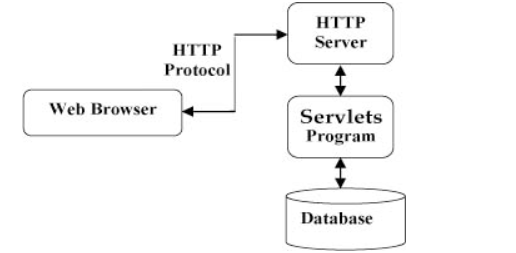 HTTP
Server
HTTP
Protocol
Web Browser
Servlets
Program
Database